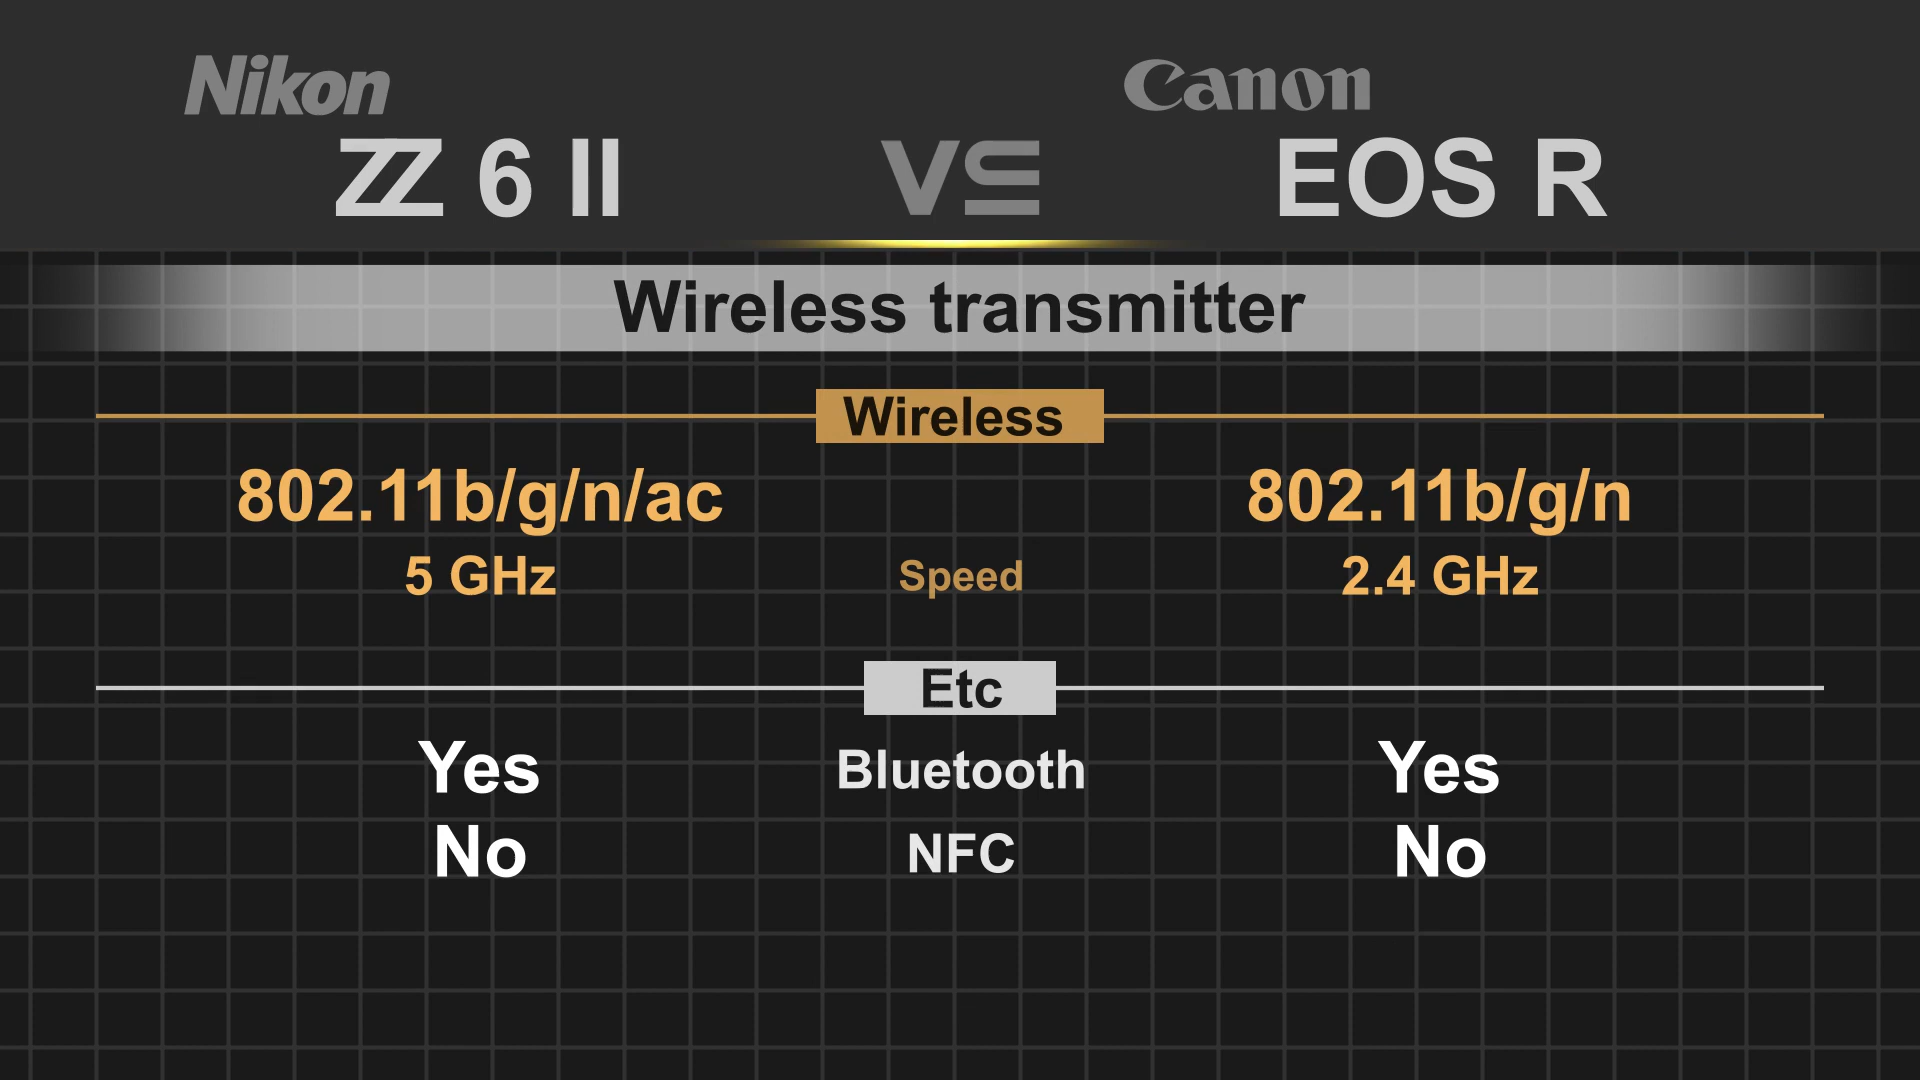 Nikon
Canon
ZZ 6 II
VS
EOS R
Wireless transmitter
Wireless
802.11b/g/n/ac
802.11b/g/n
5 GHz
Speed
2.4 GHz
Etc
Yes
Bluetooth
Yes
No
NFC
No